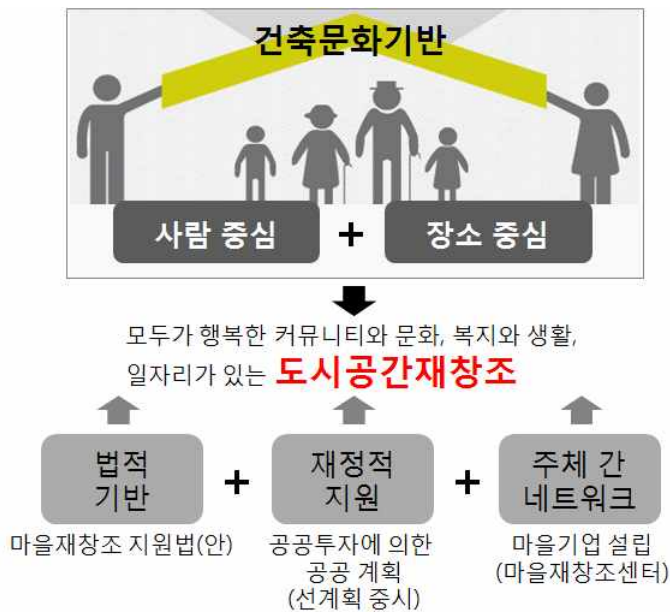 건축문화기반
사람 중심 + 장소 중심
모두가 행복한 커뮤니티와 문화, 복지와 생활,
일자리가 있는 도시공간재창조
법적
기반
+
재정적
지원
+
주체 간
네트워크
마을재창조 지원법(안)
공공투자에 의한
공공 계획
(선계획 중시)
마을기업 설립
(마을재창조센터)